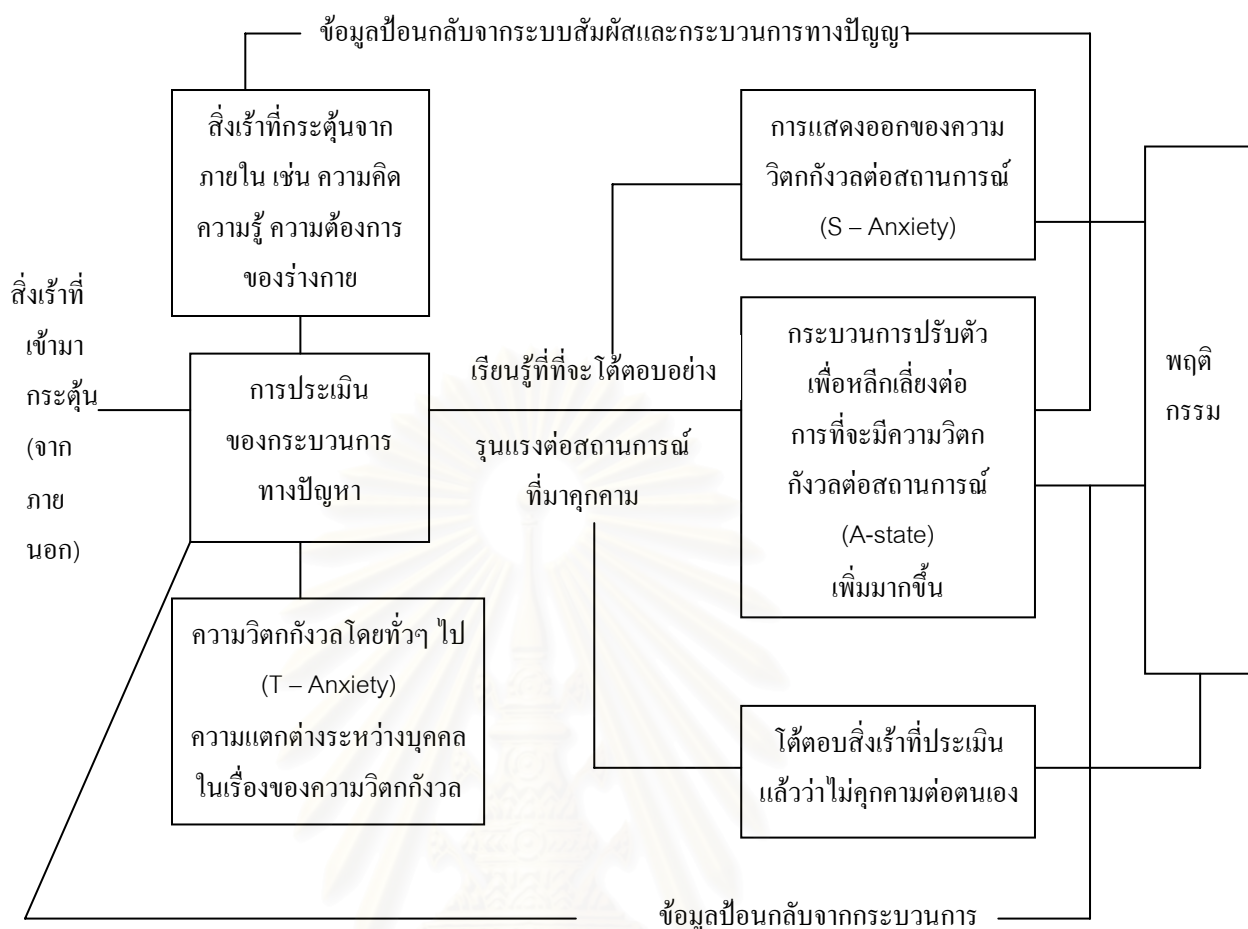 ข้อมูลป้อนกลับจากระบบสัมผัสและกระบวนการทางปัญญา
สิ่งเร้าที่กระตุ้นจาก
ภายใน เช่น ความคิด
ความรู้ ความต้องการ
ของร่างกาย
การแสดงออกของความ
วิตกกังวลต่อสถานการณ์
(S – Anxiety)
สิ่งเร้าที่
เข้ามา
กระตุ้น
(จาก
ภาย
นอก)
การประเมิน
ของกระบวนการ
ทางปัญหา
เรียนรู้ที่ที่จะโต้ตอบอย่าง
รุนแรงต่อสถานการณ์
ที่มาคุกคาม
กระบวนการปรับตัว
เพื่อหลีกเลี่ยงต่อ
การที่จะมีความวิตก
กังวลต่อสถานการณ์
(A-state)
เพิ่มมากขึ้น
พฤติ
กรรม
ความวิตกกังวลโดยทั่วๆ ไป
(T – Anxiety)
ความแตกต่างระหว่างบุคคล
ในเรื่องของความวิตกกังวล
โต้ตอบสิ่งเร้าที่ประเมิน
แล้วว่าไม่คุกคามต่อตนเอง
ข้อมูลป้อนกลับจากกระบวนการ